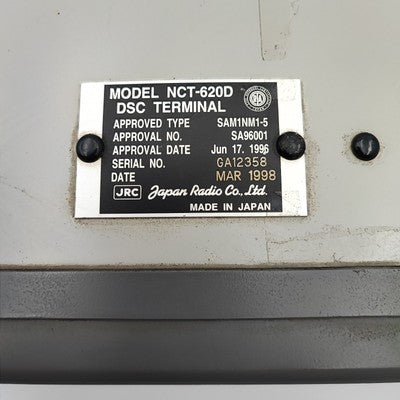 MODEL NCT-620D
DSC TERMINAL
APPROVED TYPE SAM1NM1-5
APPROVAL NO. SA96001
APPROVAL DATE Jun 17. 1996
SERIAL NO. GA12358
DATE MAR 1998
JRC Japan Radio Co., Ltd.
MADE IN JAPAN